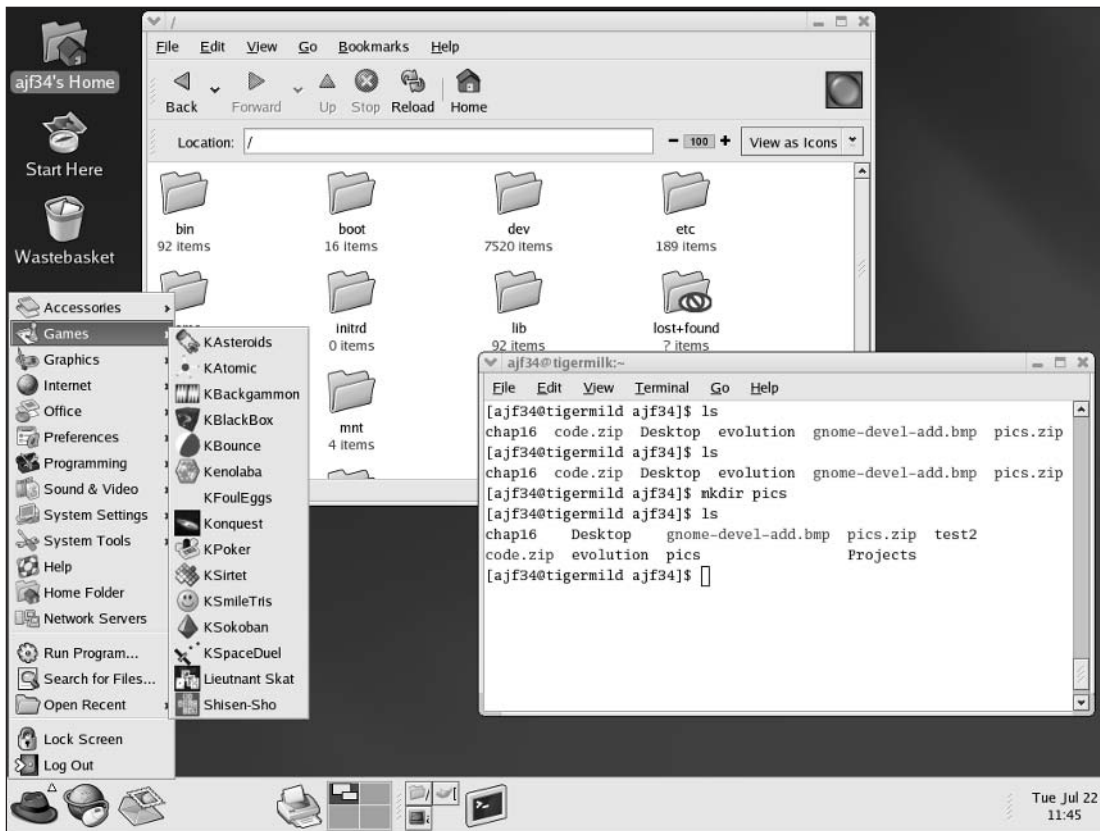 ajf34's Home
Start Here
Wastebasket
/
File Edit View Go Bookmarks Help
Back Forward Up Stop Reload Home
Location: / 100 View as Icons
bin boot dev etc
92 items 16 items 7520 items 189 items
initrd lib lost+found
0 items 92 items ? items
mnt
4 items
Accessories
Games
Graphics
Internet
Office
Preferences
Programming
Sound & Video
System Settings
System Tools
Help
Home Folder
Network Servers
Run Program...
Search for Files...
Open Recent
Lock Screen
Log Out
KAsteroids
KAtomic
KBackgammon
KBlackBox
KBounce
Kenolaba
KFoulEggs
Konquest
KPoker
KSirtet
KSmileTris
KSokoban
KSpaceDuel
Lieutnant Skat
Shisen-Sho
ajf34@tigermilk:~
File Edit View Terminal Go Help
[ajf34@tigermild ajf34]$ ls
chap16 code.zip Desktop evolution gnome-devel-add.bmp pics.zip
[ajf34@tigermild ajf34]$ ls
chap16 code.zip Desktop evolution gnome-devel-add.bmp pics.zip
[ajf34@tigermild ajf34]$ mkdir pics
[ajf34@tigermild ajf34]$ ls
chap16 Desktop gnome-devel-add.bmp pics.zip test2
code.zip evolution pics Projects
[ajf34@tigermild ajf34]$
Tue Jul 22
11:45